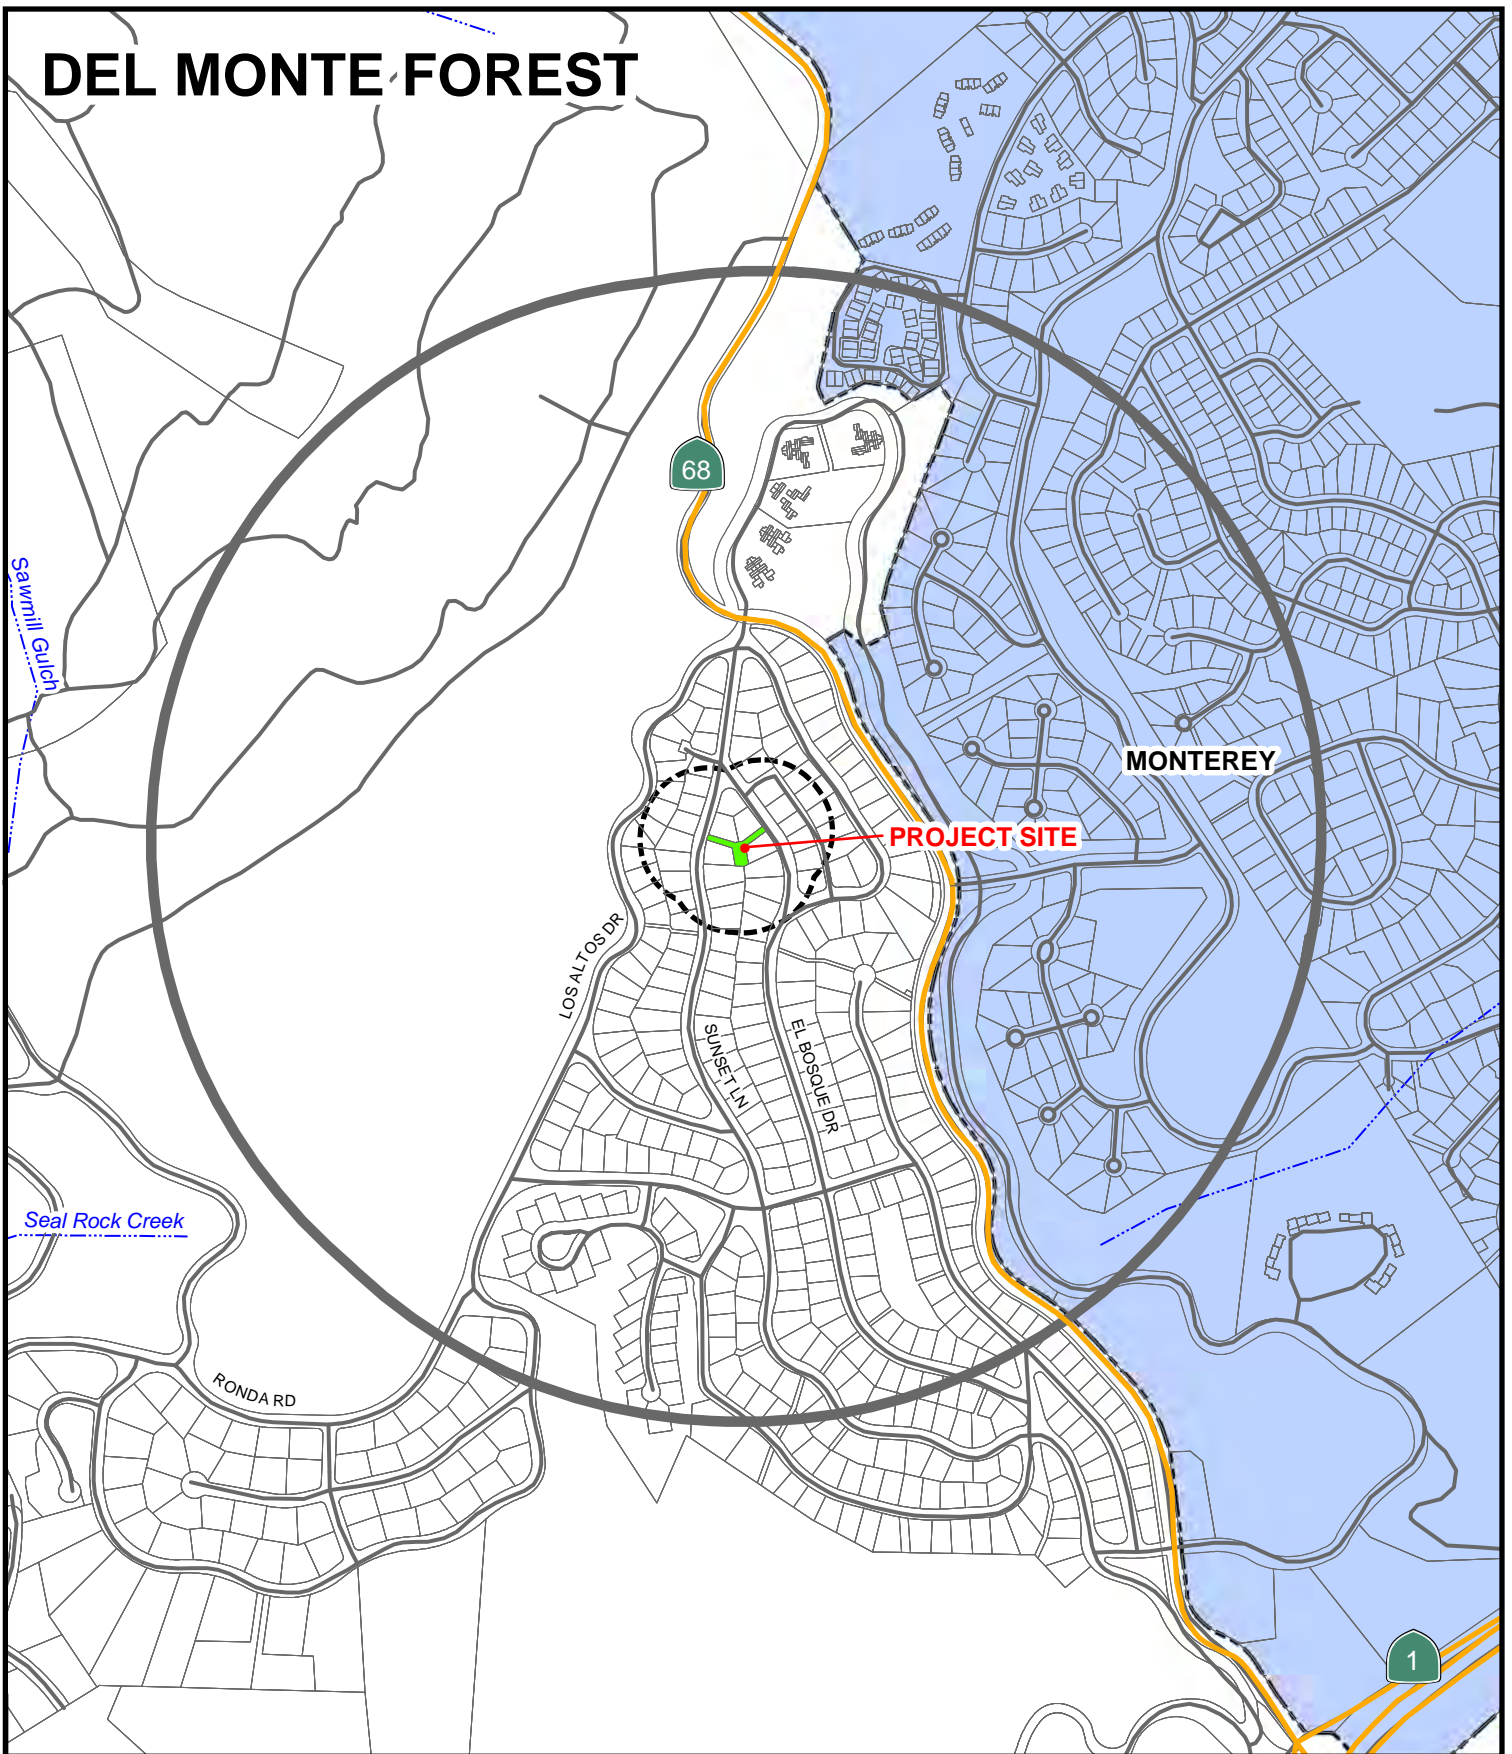 DEL MONTE FOREST
68
Sawmill Gulch
MONTEREY
PROJECT SITE
LOS ALTOS DR
SUNSET LN
EL BOSQUE DR
Seal Rock Creek
RONDA RD
1